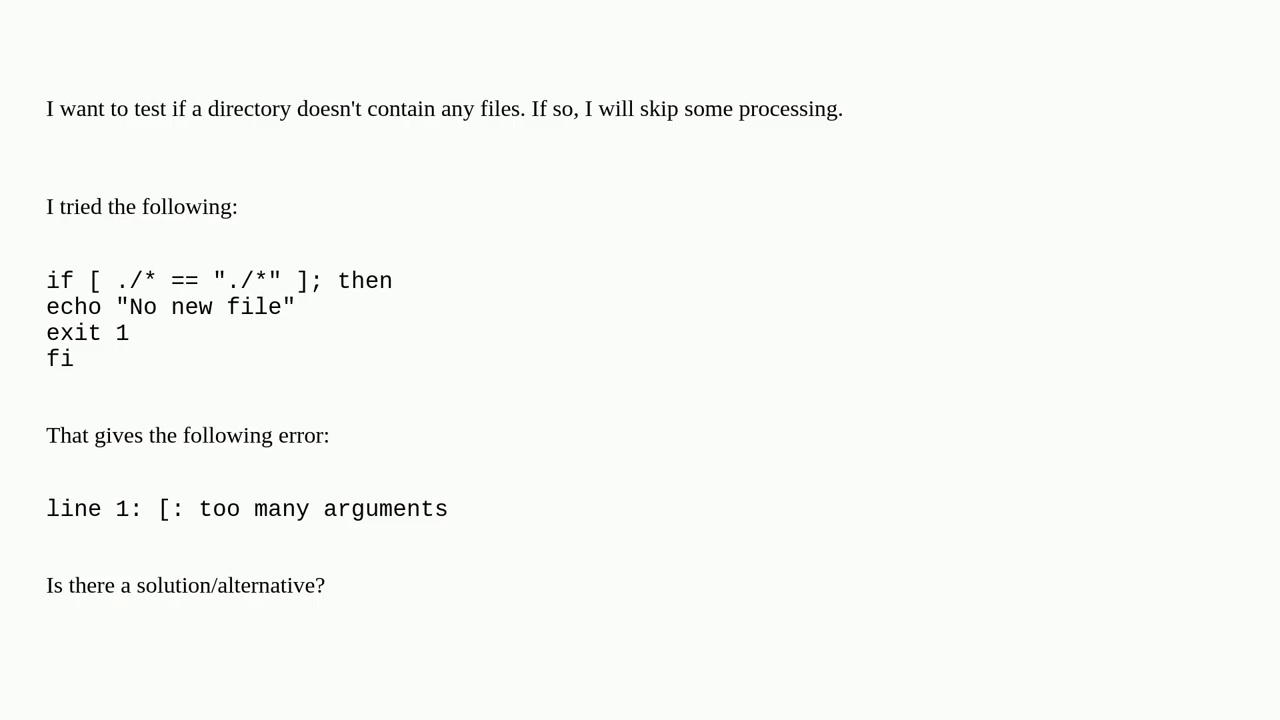 I want to test if a directory doesn't contain any files. If so, I will skip some processing.
I tried the following:
if [ ./* == "./*" ]; then
echo "No new file"
exit 1
fi
That gives the following error:
line 1: [: too many arguments
Is there a solution/alternative?